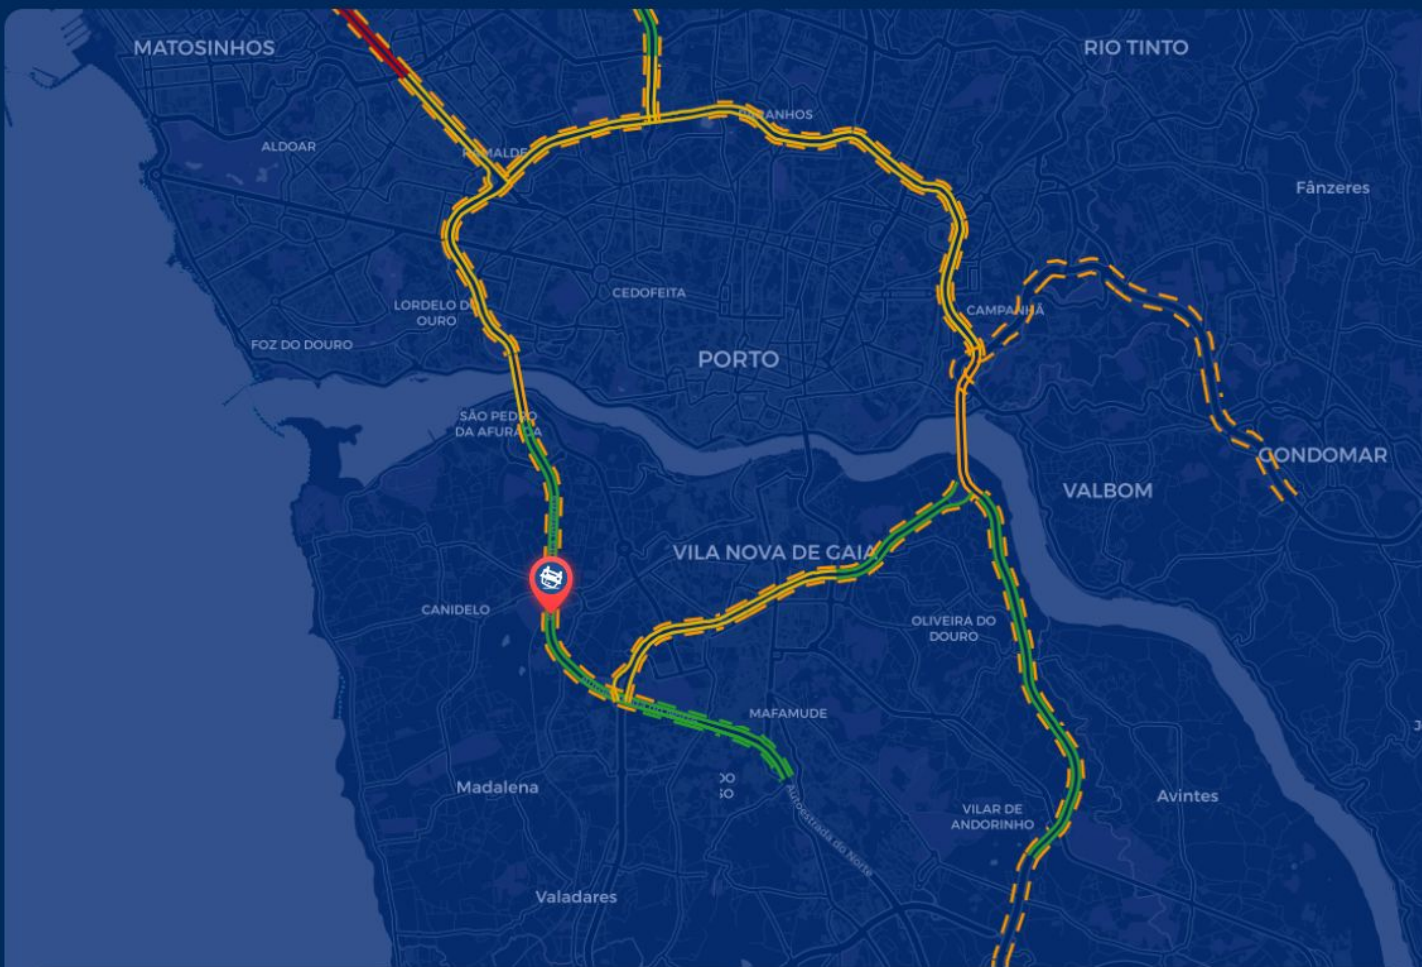 MATOSINHOS
RIO TINTO
PARANHOS
ALDOAR
RAMALDE
Fânzeres
CEDOFEITA
LORDELO D
OURO
CAMPANHÃ
FOZ DO DOURO
PORTO
SÃO PEDRO
DA AFURADA
GONDOMAR
VALBOM
VILA NOVA DE GAIA
CANIDELO
OLIVEIRA DO
DOURO
MAFAMUDE
DO
SO
Madalena
Avintes
VILAR DE
ANDORINHO
Autoestrada do Norte
Valadares